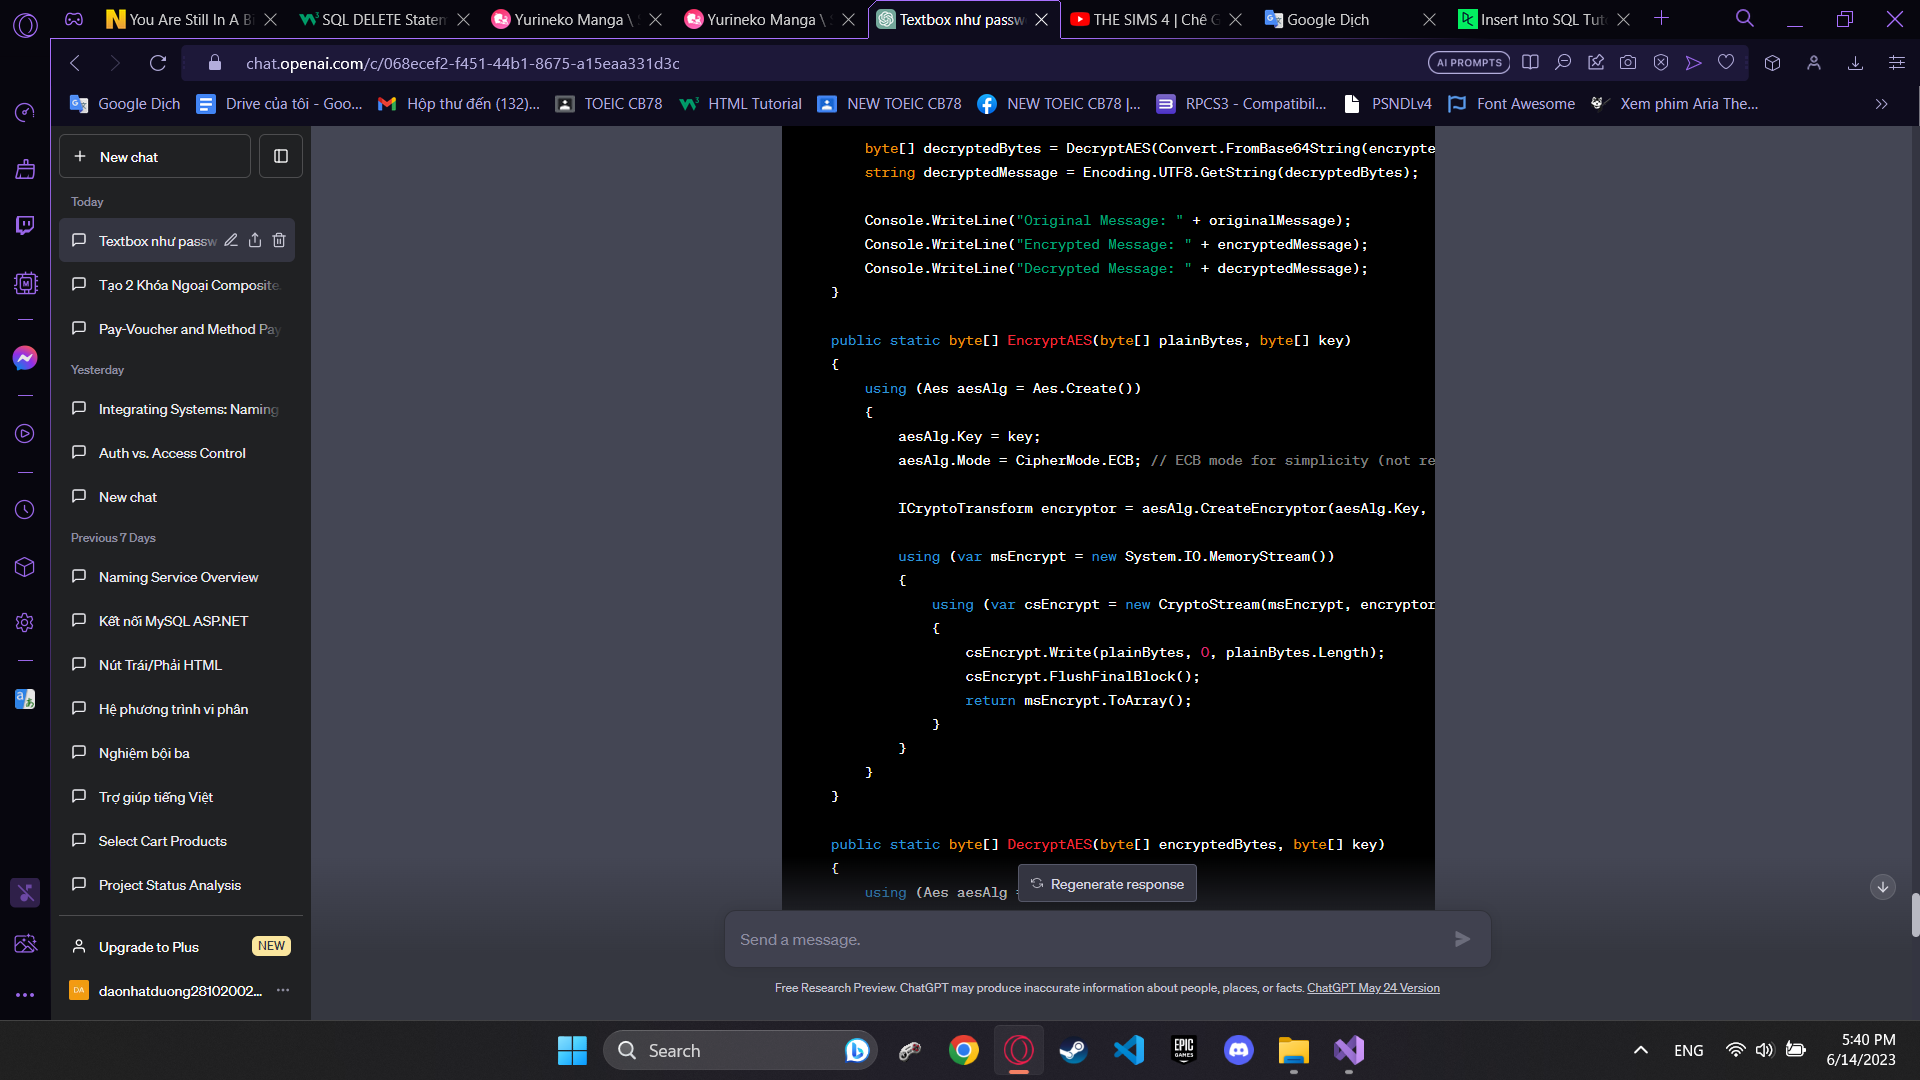 You Are Still In A B
SQL DELETE Statem
Yurineko Manga \
Yurineko Manga \
Textbox như passw
THE SIMS 4 | Chê G
Google Dịch
Insert Into SQL Tut
chat.openai.com/c/068ecef2-f451-44b1-8675-a15eaa331d3c
AI PROMPTS
Google Dịch
Drive của tôi - Goo...
Hộp thư đến (132)...
TOEIC CB78
HTML Tutorial
NEW TOEIC CB78
NEW TOEIC CB78 |...
RPCS3 - Compatibil...
PSNDLv4
Font Awesome
Xem phim Aria The...
New chat
Today
Textbox như passw
Tạo 2 Khóa Ngoại Composite.
Pay-Voucher and Method Pay
Yesterday
Integrating Systems: Naming
Auth vs. Access Control
New chat
Previous 7 Days
Naming Service Overview
Kết nối MySQL ASP.NET
Nút Trái/Phải HTML
Hệ phương trình vi phân
Nghiệm bội ba
Trợ giúp tiếng Việt
Select Cart Products
Project Status Analysis
Upgrade to Plus
NEW
DA
daonhatduong28102002...
byte[] decryptedBytes = DecryptAES(Convert.FromBase64String(encrypte
string decryptedMessage = Encoding.UTF8.GetString(decryptedBytes);
Console.WriteLine("Original Message: " + originalMessage);
Console.WriteLine("Encrypted Message: " + encryptedMessage);
Console.WriteLine("Decrypted Message: " + decryptedMessage);
}
public static byte[] EncryptAES(byte[] plainBytes, byte[] key)
{
using (Aes aesAlg = Aes.Create())
{
aesAlg.Key = key;
aesAlg.Mode = CipherMode.ECB; // ECB mode for simplicity (not re
ICryptoTransform encryptor = aesAlg.CreateEncryptor(aesAlg.Key,
using (var msEncrypt = new System.IO.MemoryStream())
{
using (var csEncrypt = new CryptoStream(msEncrypt, encryptor
{
csEncrypt.Write(plainBytes, 0, plainBytes.Length);
csEncrypt.FlushFinalBlock();
return msEncrypt.ToArray();
}
}
}
}
public static byte[] DecryptAES(byte[] encryptedBytes, byte[] key)
{
using (Aes aesAlg =
Regenerate response
Send a message.
Free Research Preview. ChatGPT may produce inaccurate information about people, places, or facts. ChatGPT May 24 Version
Search
EPIC GAMES
ENG
5:40 PM
6/14/2023